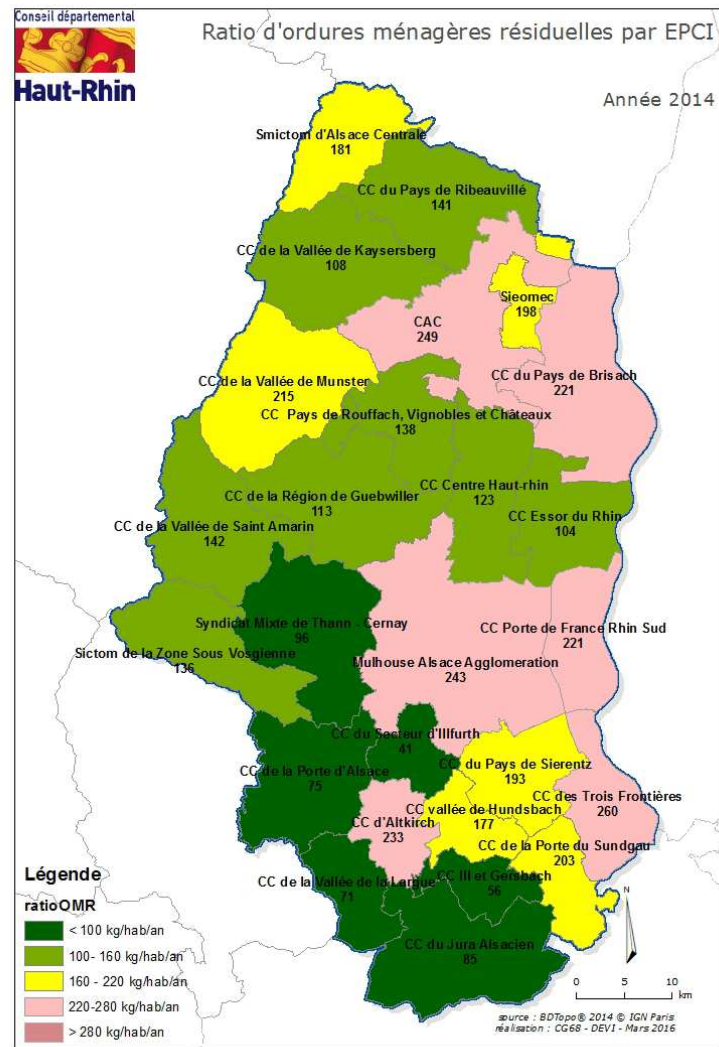 Conseil départemental
Haut-Rhin
Ratio d'ordures ménagères résiduelles par EPCI
Année 2014
Smictom d'Alsace Centrale
181
CC du Pays de Ribeauvillé
141
CC de la Vallée de Kaysersberg
108
Sieomec
198
CAC
249
CC de la Vallée de Munster
215
CC du Pays de Brisach
221
CC Pays de Rouffach, Vignobles et Châteaux
138
CC Centre Haut-rhin
123
CC de la Région de Guebwiller
113
CC Essor du Rhin
104
CC de la Vallée de Saint Amarin
142
Syndicat Mixte de Thann - Cernay
96
CC Porte de France Rhin Sud
221
Sictom de la Zone Sous Vosgienne
136
Mulhouse Alsace Agglomeration
243
CC du Secteur d'Illfurth
41
CC du Pays de Sierentz
193
CC de la Porte d'Alsace
75
CC des Trois Frontières
260
CC vallée de Hundsbach
177
CC d'Altkirch
233
CC de la Porte du Sundgau
203
CC de la Vallée de la Largue
71
CC Ill et Gersbach
56
CC du Jura Alsacien
85
Légende
ratioOMR
< 100 kg/hab/an
100- 160 kg/hab/an
160 - 220 kg/hab/an
220-280 kg/hab/an
> 280 kg/hab/an
N
0 5 10
km
source : BDTopo® 2014 © IGN Paris
réalisation : CG68 - DEVI - Mars 2016